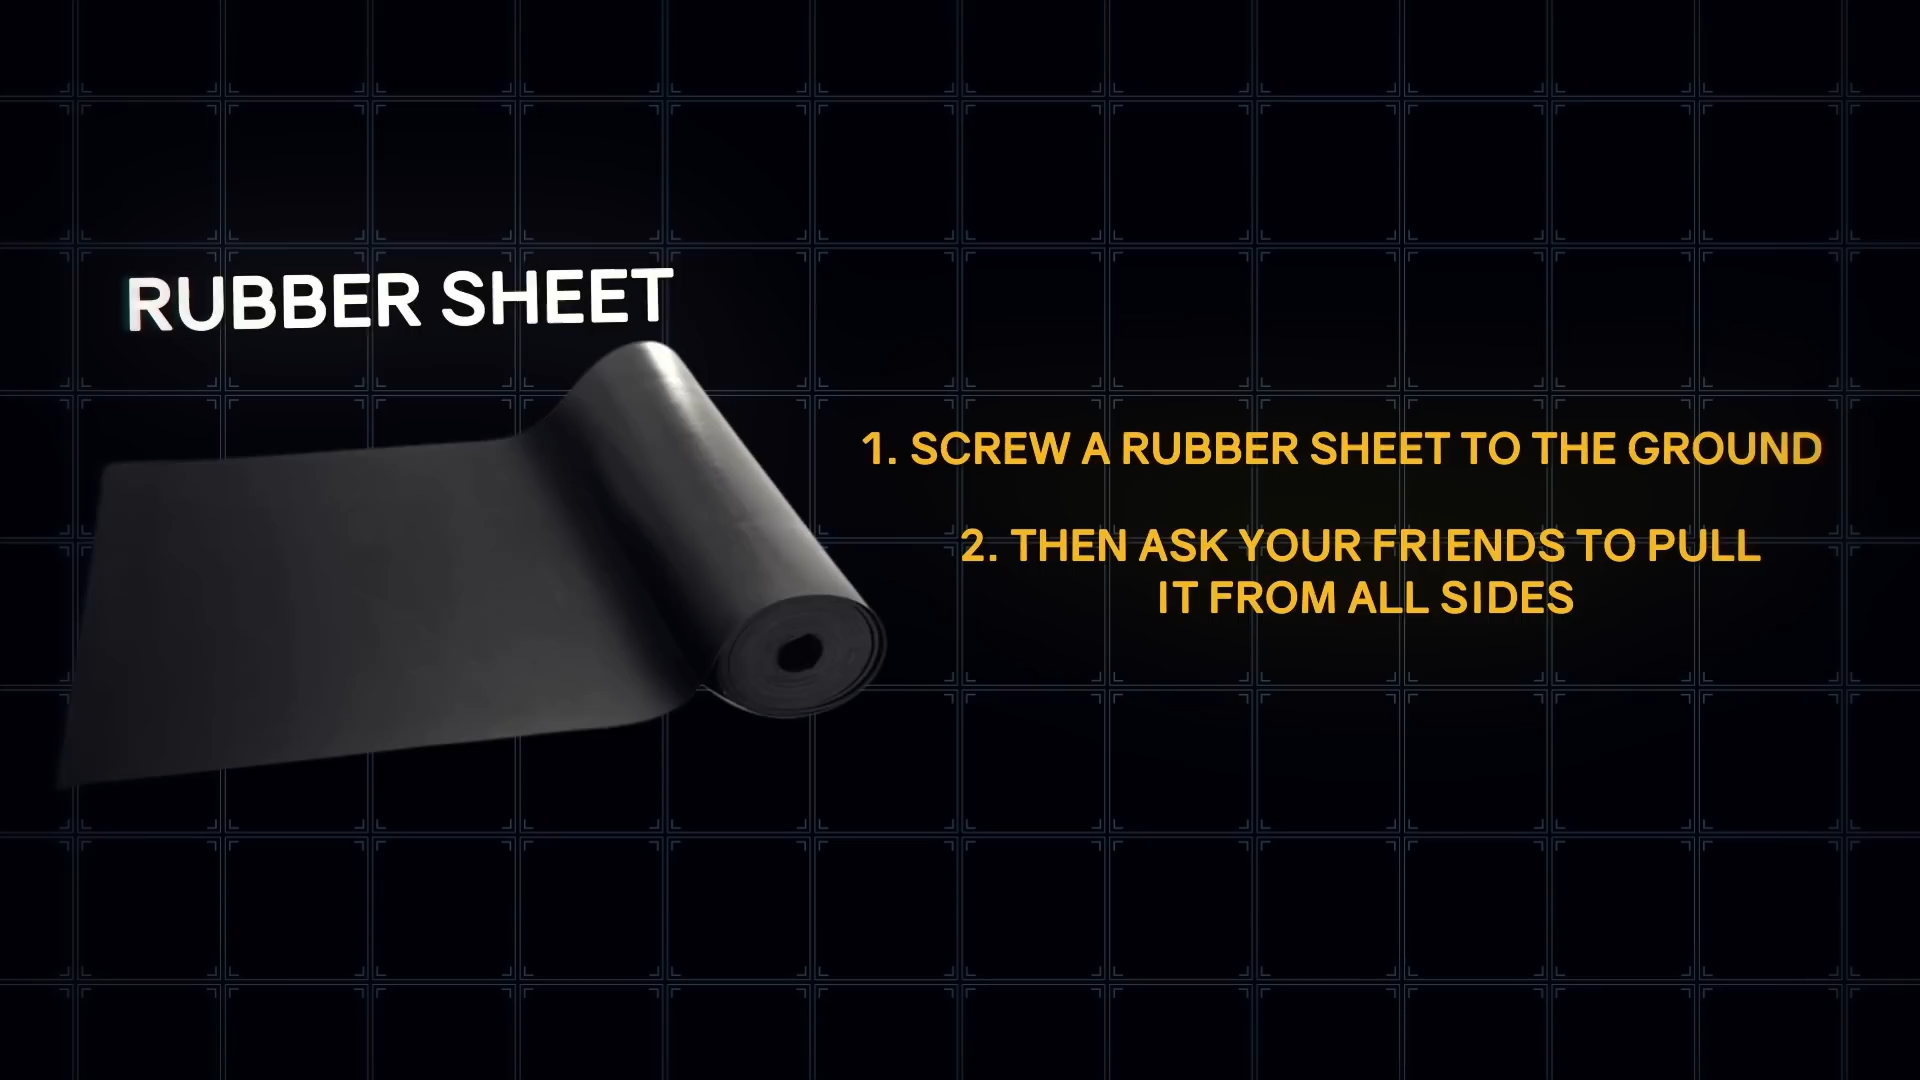 RUBBER SHEET
1. SCREW A RUBBER SHEET TO THE GROUND
2. THEN ASK YOUR FRIENDS TO PULL
IT FROM ALL SIDES